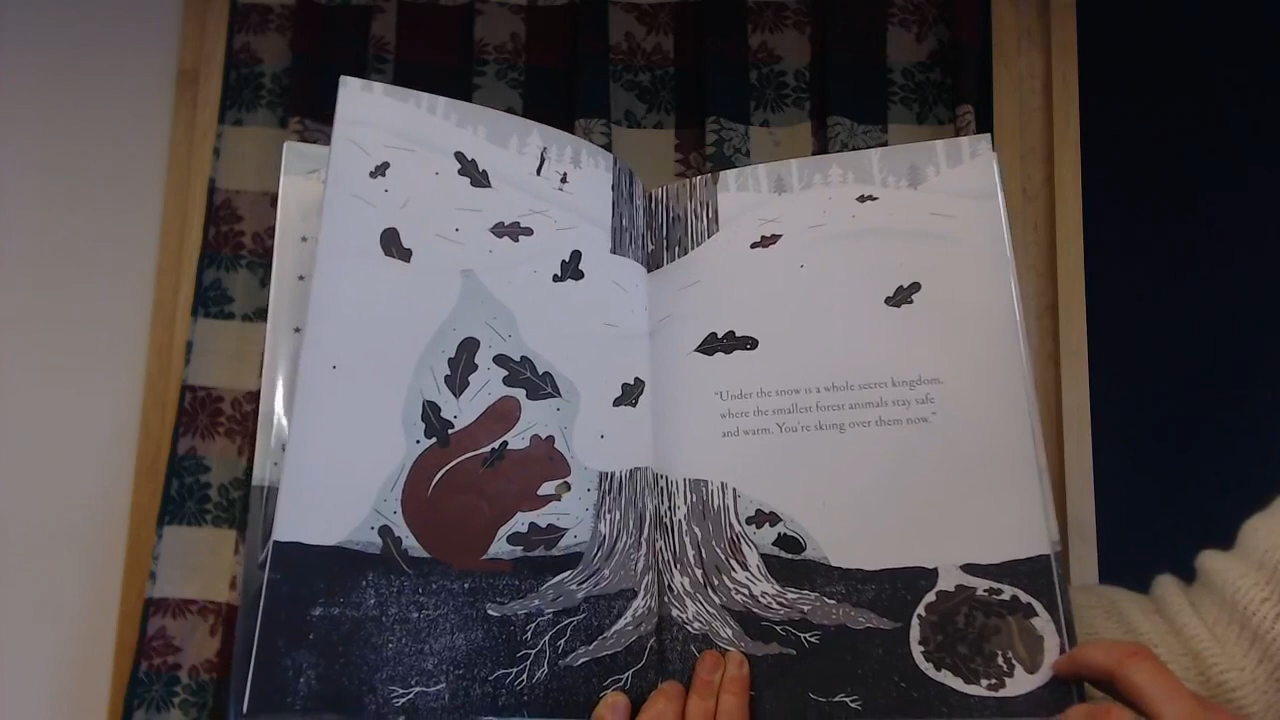 “Under the snow is a whole secret kingdom,
where the smallest forest animals stay safe
and warm. You’re skiing over them now.”